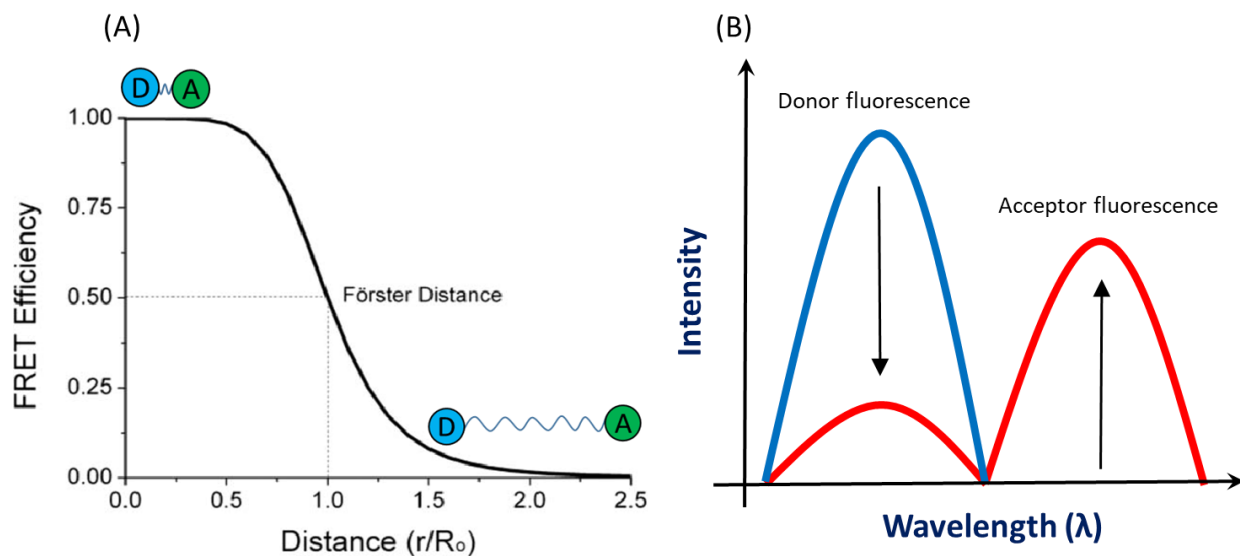 (A)
D A
1.00
0.75
0.50
0.25
0.00
FRET Efficiency
Förster Distance
D A
0.0 0.5 1.0 1.5 2.0 2.5
Distance (r/Ro)
(B)
Donor fluorescence
Acceptor fluorescence
Intensity
Wavelength (λ)